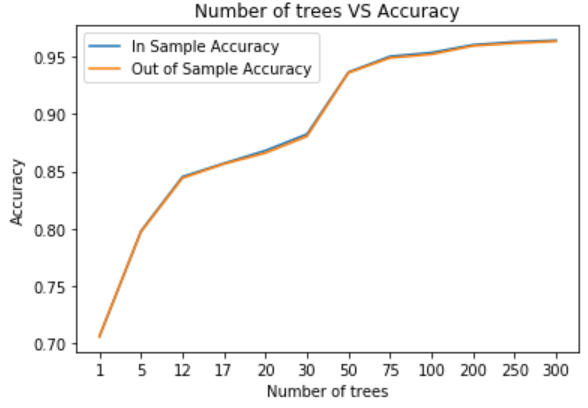 Number of trees VS Accuracy
In Sample Accuracy
Out of Sample Accuracy
Accuracy
0.95
0.90
0.85
0.80
0.75
0.70
1 5 12 17 20 30 50 75 100 200 250 300
Number of trees